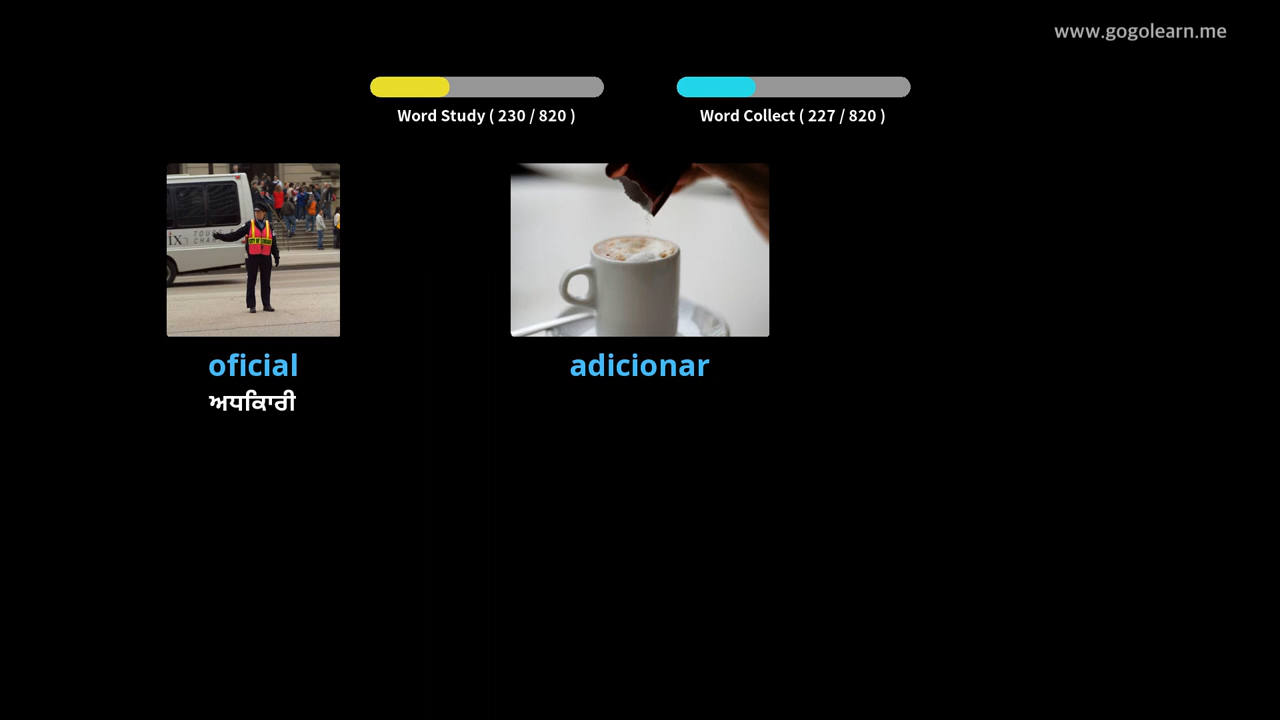 www.gogolearn.me
Word Study ( 230 / 820 )
Word Collect ( 227 / 820 )
oficial
adicionar
ਅਧਿਕਾਰੀ